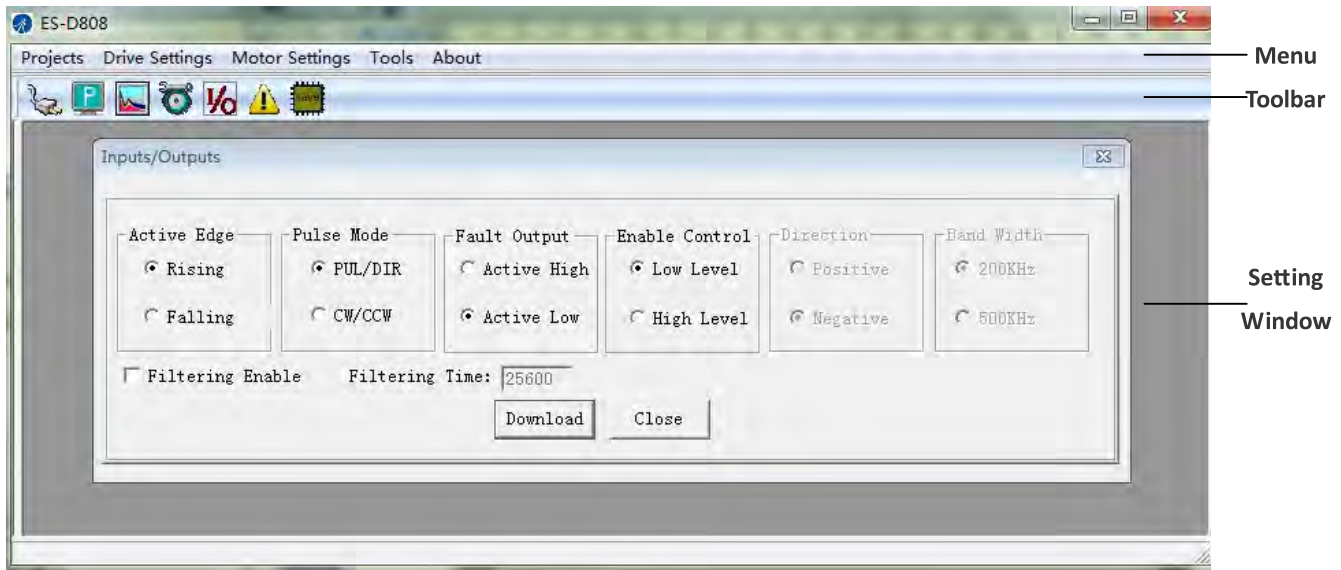 ES-D808
Projects Drive Settings Motor Settings Tools About
Menu
P
I/O
Toolbar
Inputs/Outputs
Active Edge Pulse Mode Fault Output Enable Control Direction Band Width
Rising PUL/DIR Active High Low Level Positive 200KHz
Falling CW/CCW Active Low High Level Negative 500KHz
Setting
Window
Filtering Enable Filtering Time: 25600
Download Close